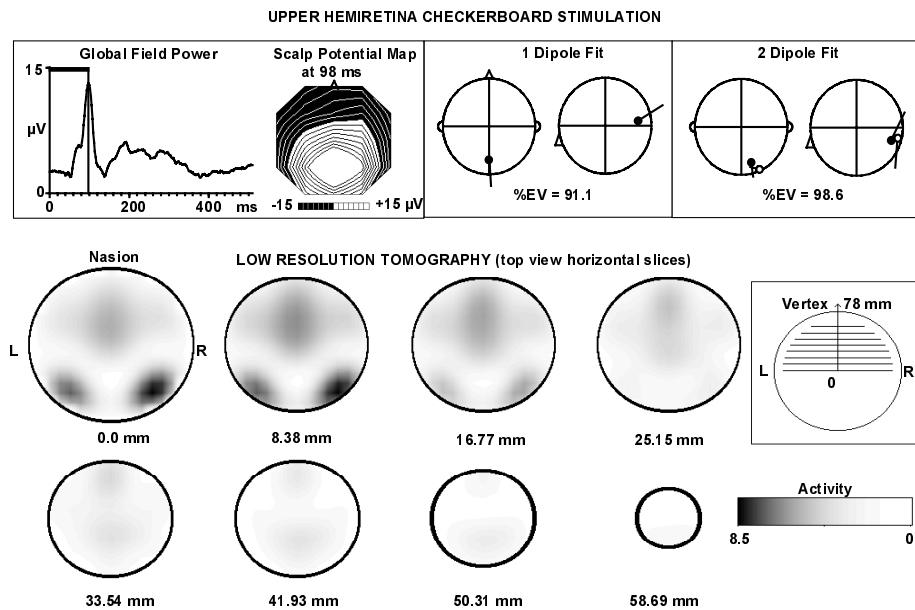 UPPER HEMIRETINA CHECKERBOARD STIMULATION
Global Field Power
15
µV
0
0 200 400 ms
Scalp Potential Map
at 98 ms
-15 +15 µV
1 Dipole Fit
%EV = 91.1
2 Dipole Fit
%EV = 98.6
Nasion
LOW RESOLUTION TOMOGRAPHY (top view horizontal slices)
L R
0.0 mm
8.38 mm
16.77 mm
25.15 mm
Vertex 78 mm
L R
0
33.54 mm
41.93 mm
50.31 mm
58.69 mm
Activity
8.5 0